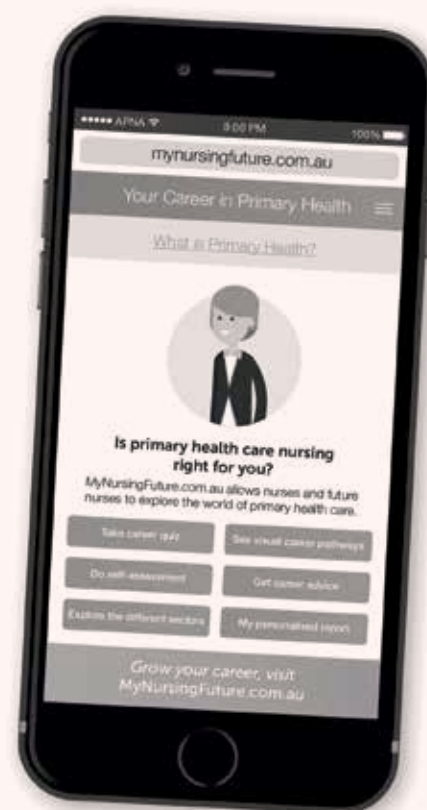 ••••• APNA 9:00 PM 100%
mynursingfuture.com.au
Your Career in Primary Health
What is Primary Health?
Is primary health care nursing
right for you?
MyNursingFuture.com.au allows nurses and future
nurses to explore the world of primary health care.
Take career quiz See visual career pathways
Do self-assessment Get career advice
Explore the different sectors My personalised report
Grow your career, visit
MyNursingFuture.com.au